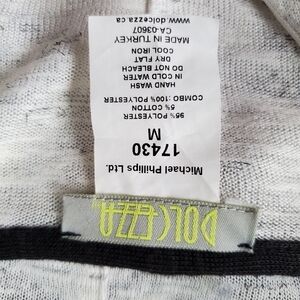 DOLCEZZA
Michael Phillips Ltd.
17430
M
95% POLYESTER
5% COTTON
COMBO :100% POLYESTER
HAND WASH
IN COLD WATER
DO NOT BLEACH
DRY FLAT
COOL IRON
MADE IN TURKEY
CA-03607
www.dolcezza.ca